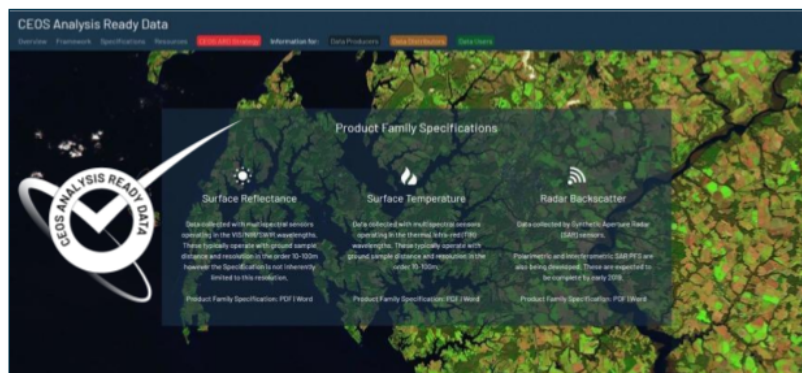 CEOS Analysis Ready Data
Overview Framework Specifications Resources CEOS ARD Strategy Information for: Data Producers Data Distributors Data Users
Product Family Specifications
CEOS ANALYSIS READY DATA
Surface Reflectance
Data collected with multispectral sensors
operating in the VIS/NIR/SWIR wavelengths.
These typically operate with ground sample
distance and resolution in the order 10-100m
however the Specification is not inherently
limited to this resolution.
Product Family Specification: PDF | Word
Surface Temperature
Data collected with multispectral sensors
operating in the thermal infra-red (TIR)
wavelengths. These typically operate with
ground sample distance and resolution in the
order 10-100m.
Product Family Specification: PDF | Word
Radar Backscatter
Data collected by Synthetic Aperture Radar
(SAR) sensors.
Polarimetric and Interferometric SAR PFS are
also being developed. These are expected to
be complete by early 2019.
Product Family Specification: PDF | Word